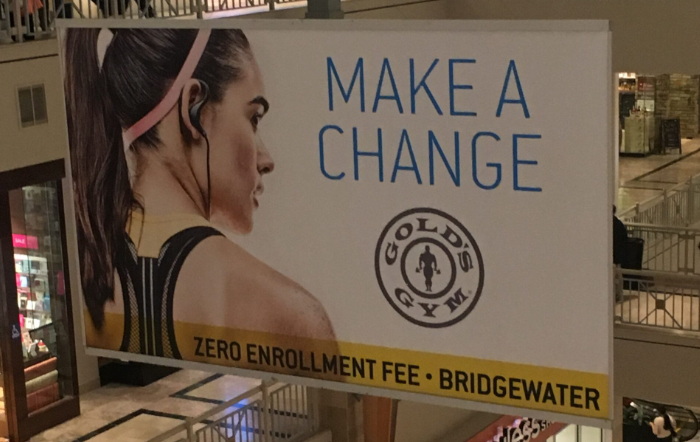 MAKE A
CHANGE
GOLD'S
GYM
ZERO ENROLLMENT FEE • BRIDGEWATER